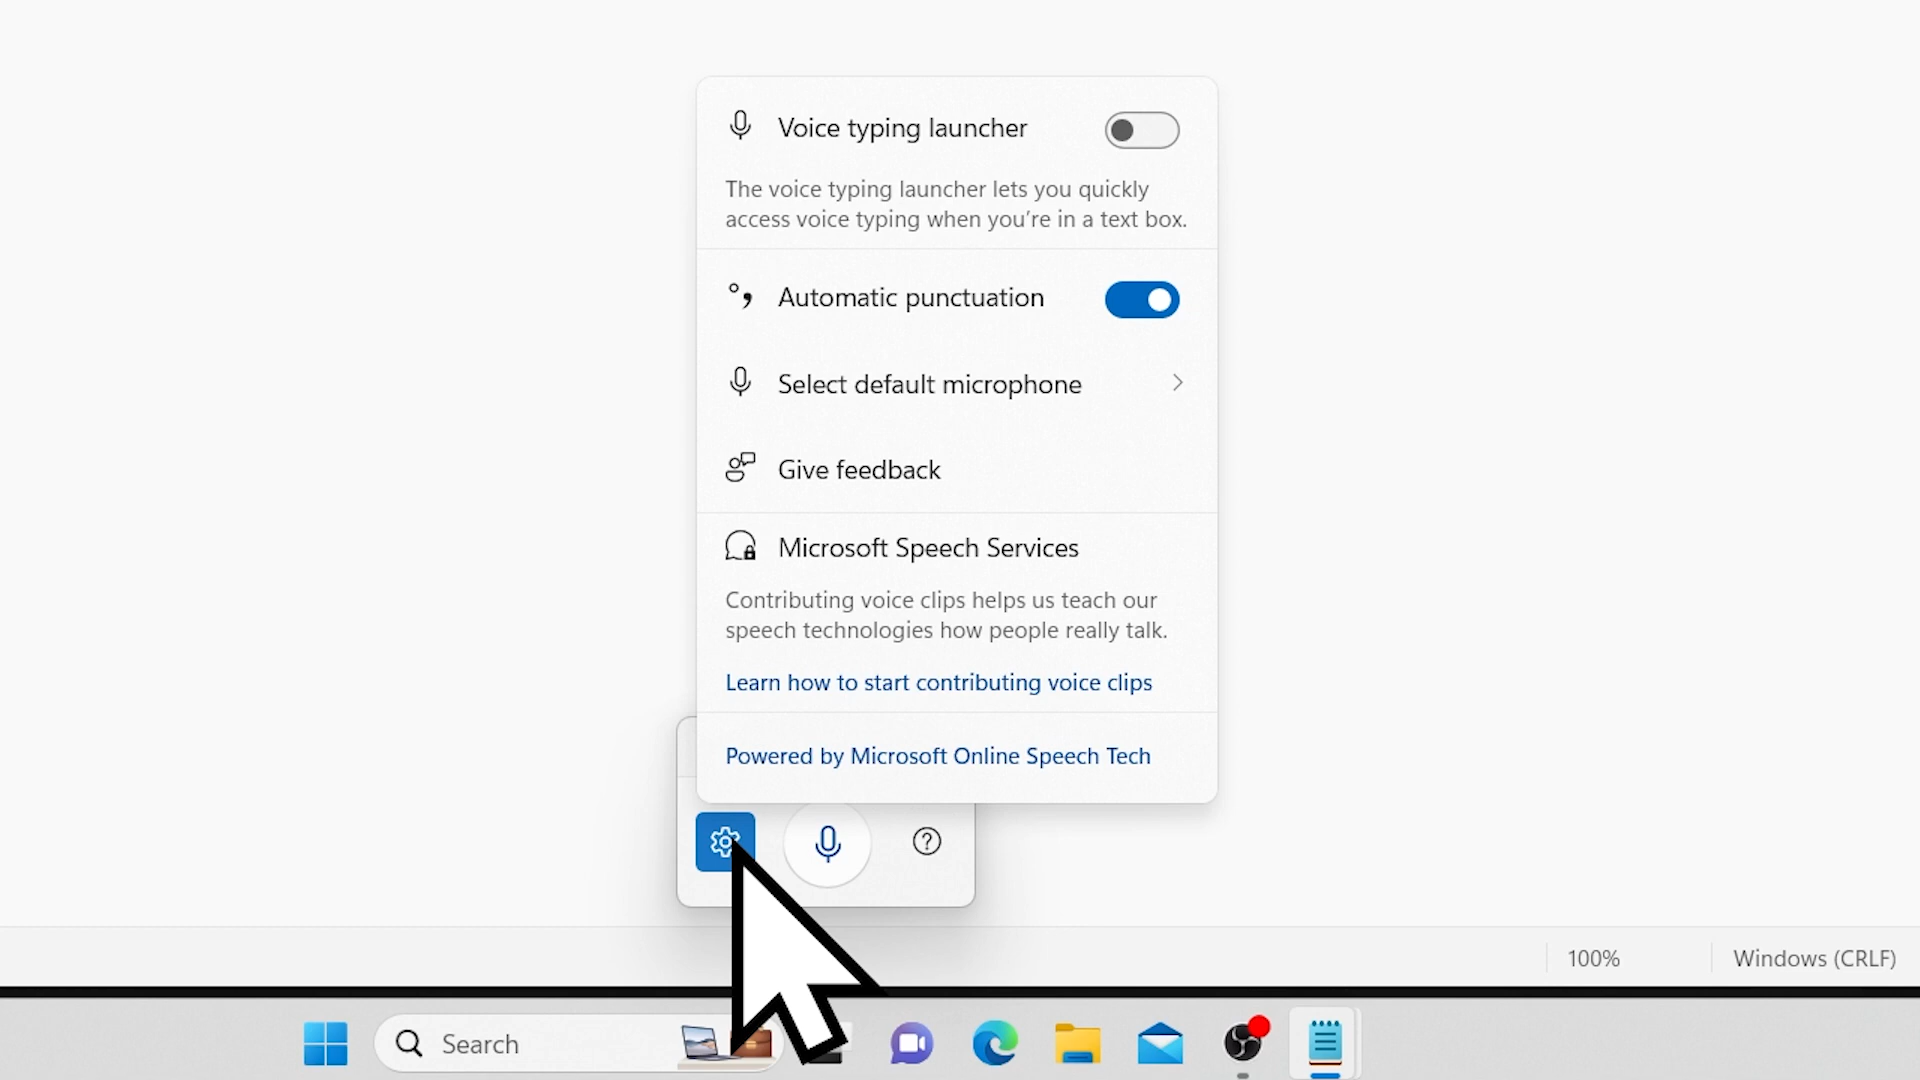 Voice typing launcher
The voice typing launcher lets you quickly
access voice typing when you’re in a text box.
Automatic punctuation
Select default microphone
Give feedback
Microsoft Speech Services
Contributing voice clips helps us teach our
speech technologies how people really talk.
Learn how to start contributing voice clips
Powered by Microsoft Online Speech Tech
100%
Windows (CRLF)
Search